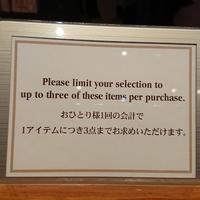 Please limit your selection to
up to three of these items per purchase.
おひとり様1回の会計で
1アイテムにつき3点までお求めいただけます。